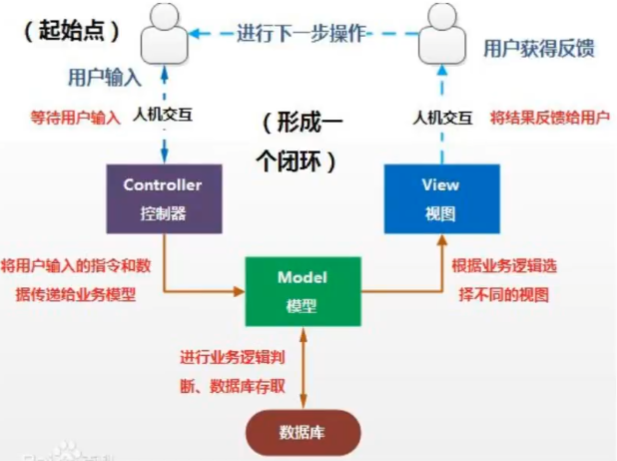 （起始点）
进行下一步操作
用户输入
用户获得反馈
等待用户输入
人机交互
（形成一
个闭环）
人机交互
将结果反馈给用户
Controller
控制器
View
视图
将用户输入的指令和数
据传递给业务模型
Model
模型
根据业务逻辑选
择不同的视图
进行业务逻辑判
断、数据库存取
数据库